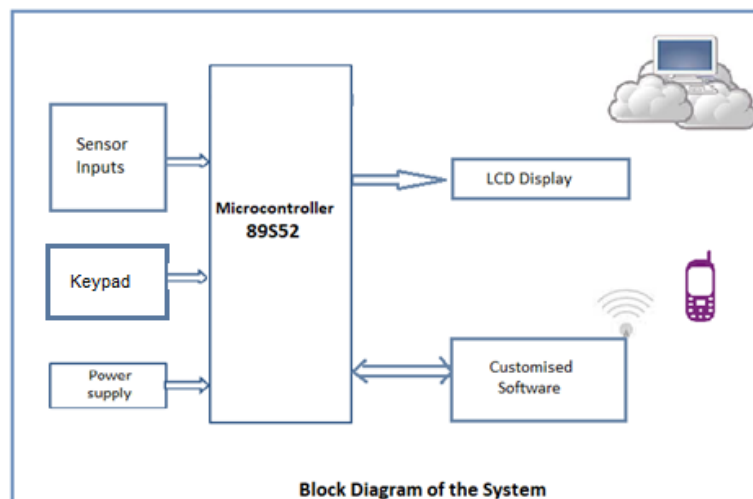 Sensor
Inputs
Keypad
Power
supply
Microcontroller
89S52
LCD Display
Customised
Software
Block Diagram of the System